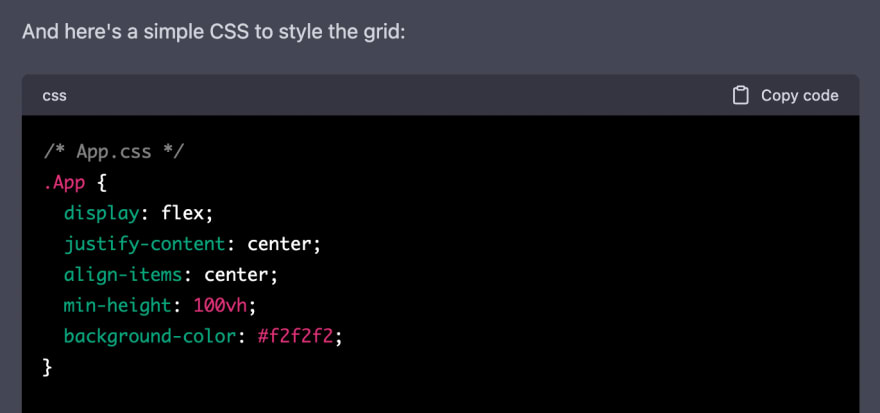 And here's a simple CSS to style the grid:
css Copy code
/* App.css */
.App {
  display: flex;
  justify-content: center;
  align-items: center;
  min-height: 100vh;
  background-color: #f2f2f2;
}